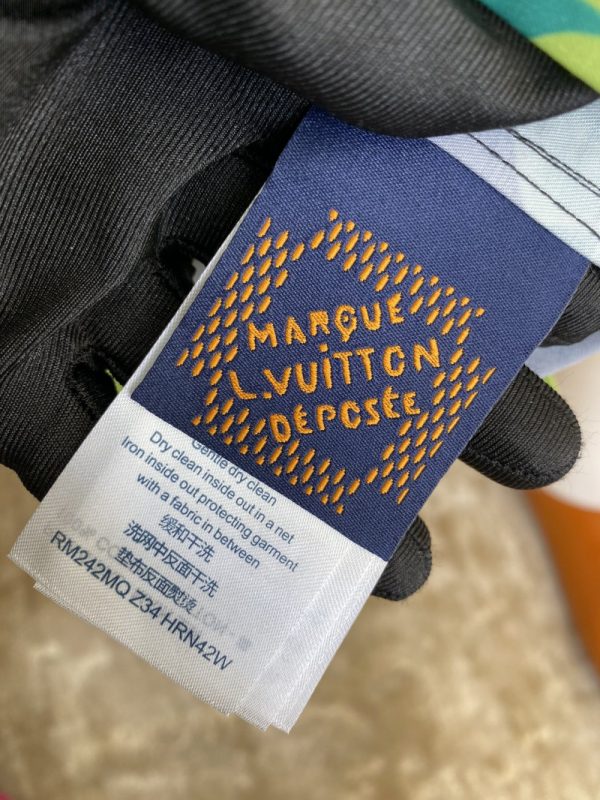 MARQUE
L.VUITTON
DÉPOSÉE
Gentle dry clean
Dry clean inside out in a net
Iron inside out protecting garment
with a fabric in between
缓和干洗
洗网中反面干洗
垫布反面熨烫
RM242MQ Z34 HRN42W